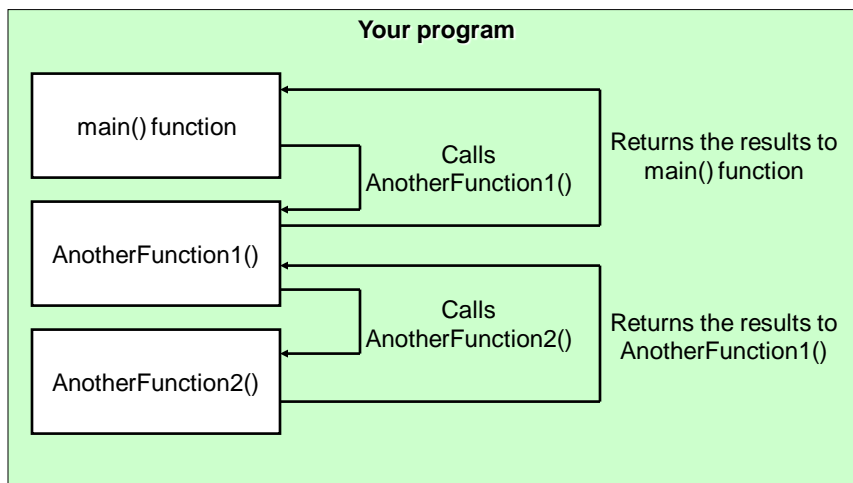 Your program
main() function
Calls
AnotherFunction1()
Returns the results to
main() function
AnotherFunction1()
Calls
AnotherFunction2()
Returns the results to
AnotherFunction1()
AnotherFunction2()